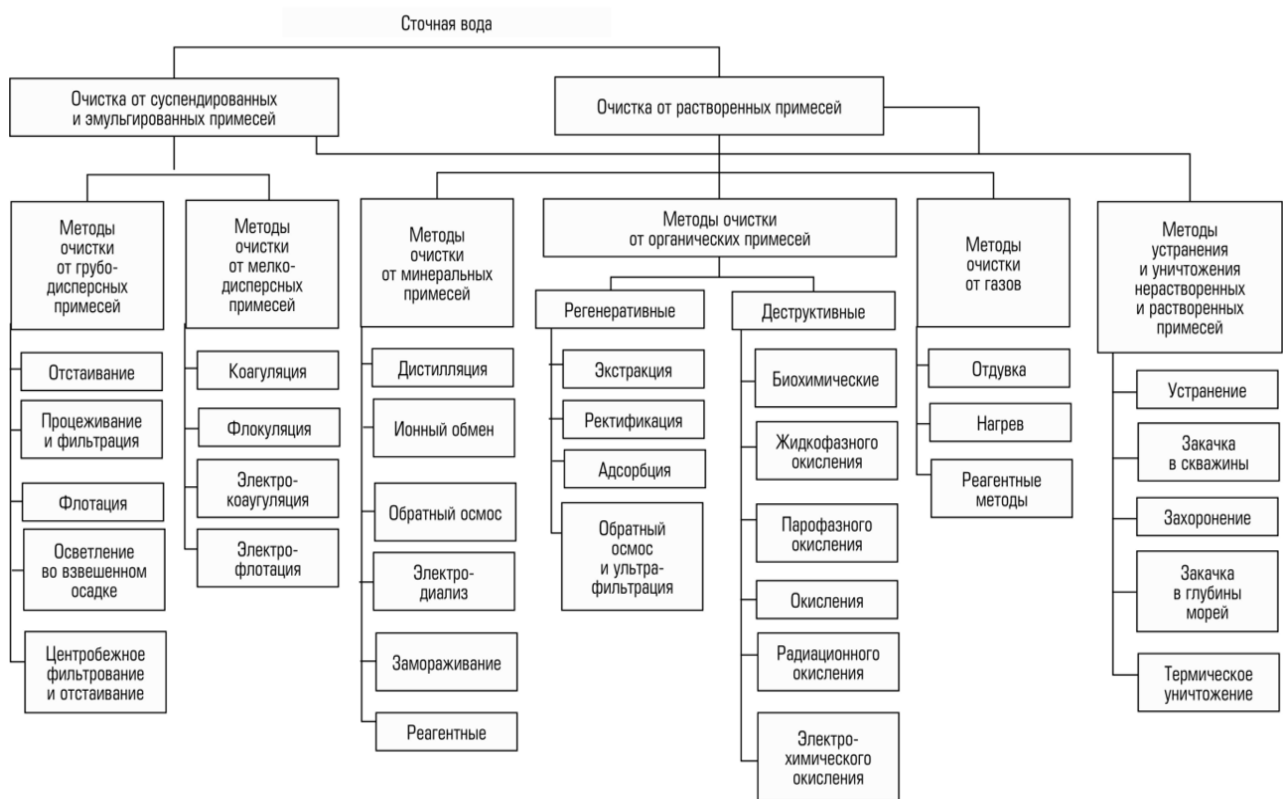 Сточная вода
Очистка от суспендированных
и эмульгированных примесей
Очистка от растворенных примесей
Методы
очистки
от грубо-
дисперсных
примесей
Отстаивание
Процеживание
и фильтрация
Флотация
Осветление
во взвешенном
осадке
Центробежное
фильтрование
и отстаивание
Методы
очистки
от мелко-
дисперсных
примесей
Коагуляция
Флокуляция
Электро-
коаугуляция
Электро-
флотация
Методы
очистки
от минеральных
примесей
Дистилляция
Ионный обмен
Обратный осмос
Электро-
диализ
Замораживание
Реагентные
Методы очистки
от органических примесей
Регенеративные
Экстракция
Ректификация
Адсорбция
Обратный
осмос
и ультра-
фильтрация
Деструктивные
Биохимические
Жидкофазного
окисления
Парофазного
окисления
Окисления
Радиационного
окисления
Электро-
химического
окисления
Методы
очистки
от газов
Отдувка
Нагрев
Реагентные
методы
Методы
устранения
и уничтожения
нерастворенных
и растворенных
примесей
Устранение
Закачка
в скважины
Захоронение
Закачка
в глубины
морей
Термическое
уничтожение